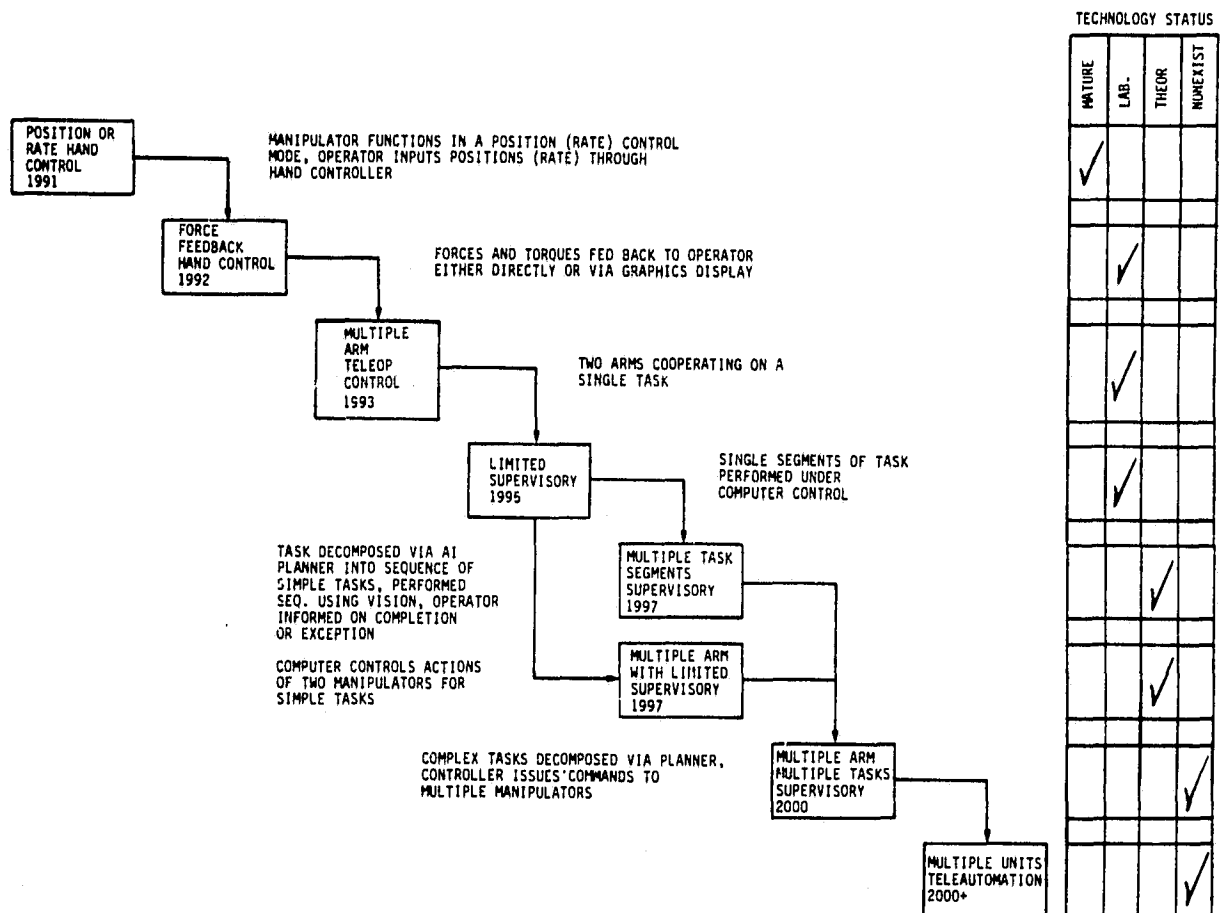 TECHNOLOGY STATUS
MATURE
LAB.
THEOR
NONEXIST
POSITION OR
RATE HAND
CONTROL
1991
MANIPULATOR FUNCTIONS IN A POSITION (RATE) CONTROL
MODE, OPERATOR INPUTS POSITIONS (RATE) THROUGH
HAND CONTROLLER
FORCE
FEEDBACK
HAND CONTROL
1992
FORCES AND TORQUES FED BACK TO OPERATOR
EITHER DIRECTLY OR VIA GRAPHICS DISPLAY
MULTIPLE
ARM
TELEOP
CONTROL
1993
TWO ARMS COOPERATING ON A
SINGLE TASK
LIMITED
SUPERVISORY
1995
SINGLE SEGMENTS OF TASK
PERFORMED UNDER
COMPUTER CONTROL
TASK DECOMPOSED VIA AI
PLANNER INTO SEQUENCE OF
SIMPLE TASKS, PERFORMED
SEQ. USING VISION, OPERATOR
INFORMED ON COMPLETION
OR EXCEPTION
MULTIPLE TASK
SEGMENTS
SUPERVISORY
1997
COMPUTER CONTROLS ACTIONS
OF TWO MANIPULATORS FOR
SIMPLE TASKS
MULTIPLE ARM
WITH LIMITED
SUPERVISORY
1997
COMPLEX TASKS DECOMPOSED VIA PLANNER,
CONTROLLER ISSUES COMMANDS TO
MULTIPLE MANIPULATORS
MULTIPLE ARM
MULTIPLE TASKS
SUPERVISORY
2000
MULTIPLE UNITS
TELEAUTOMATION
2000+